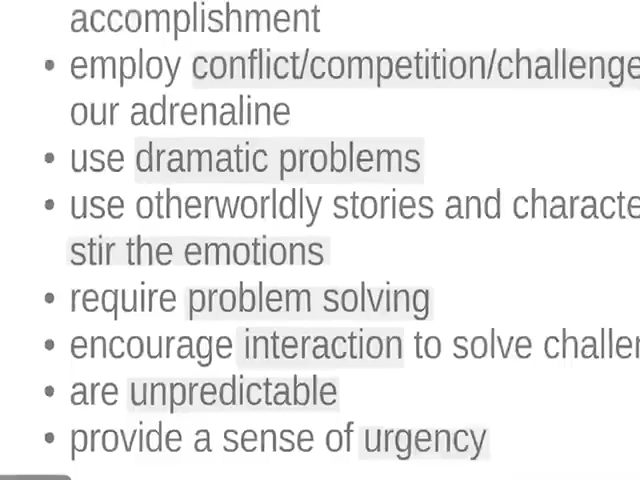 accomplishment
• employ conflict/competition/challenge
our adrenaline
• use dramatic problems
• use otherworldly stories and characte
stir the emotions
• require problem solving
• encourage interaction to solve challen
• are unpredictable
• provide a sense of urgency